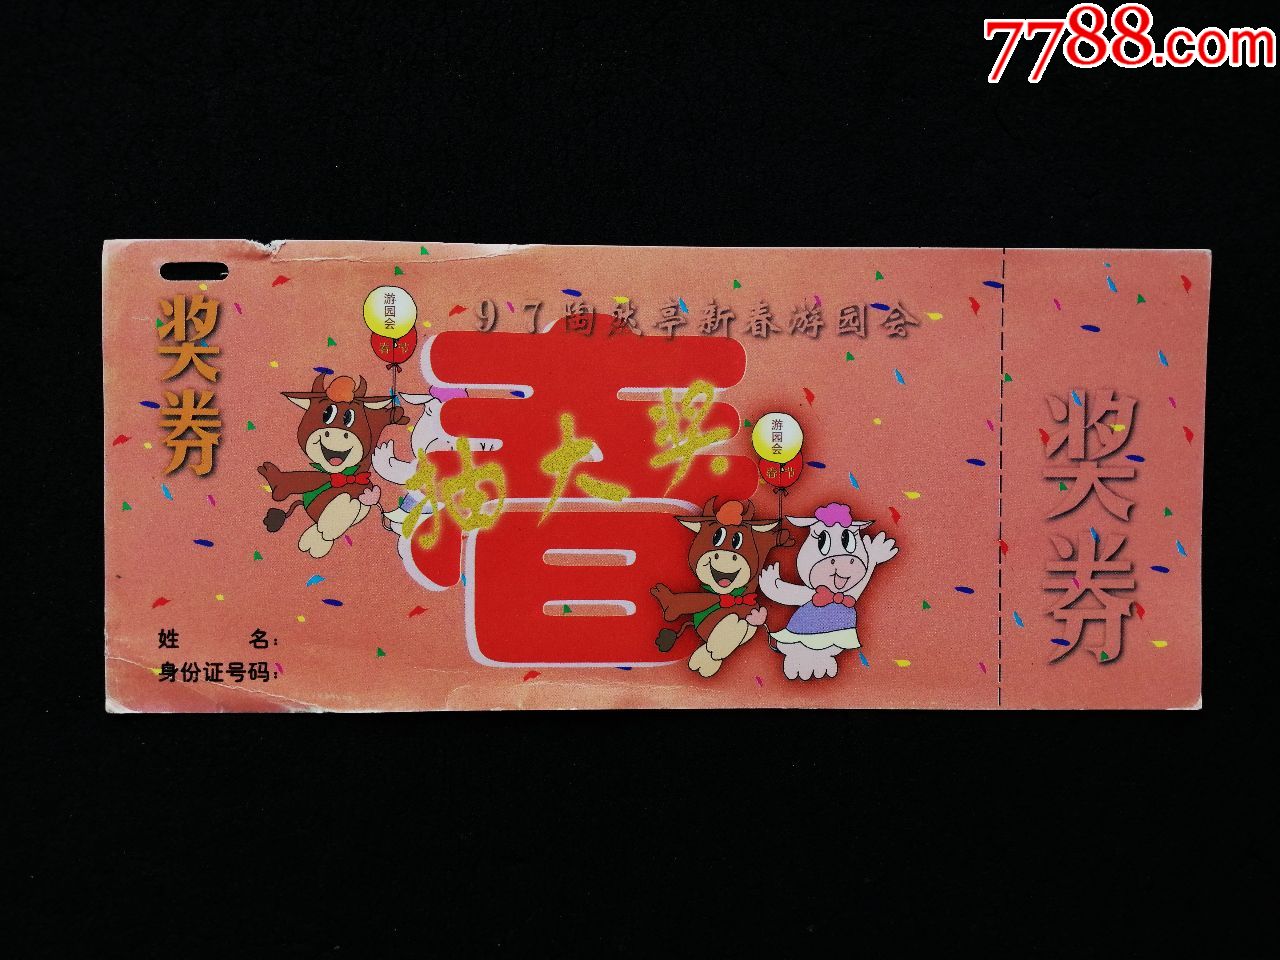 7788.com
97陶然亭新春游园会
奖券
游园会
春节
春
抽大奖
游园会
春节
奖券
姓名：
身份证号码：